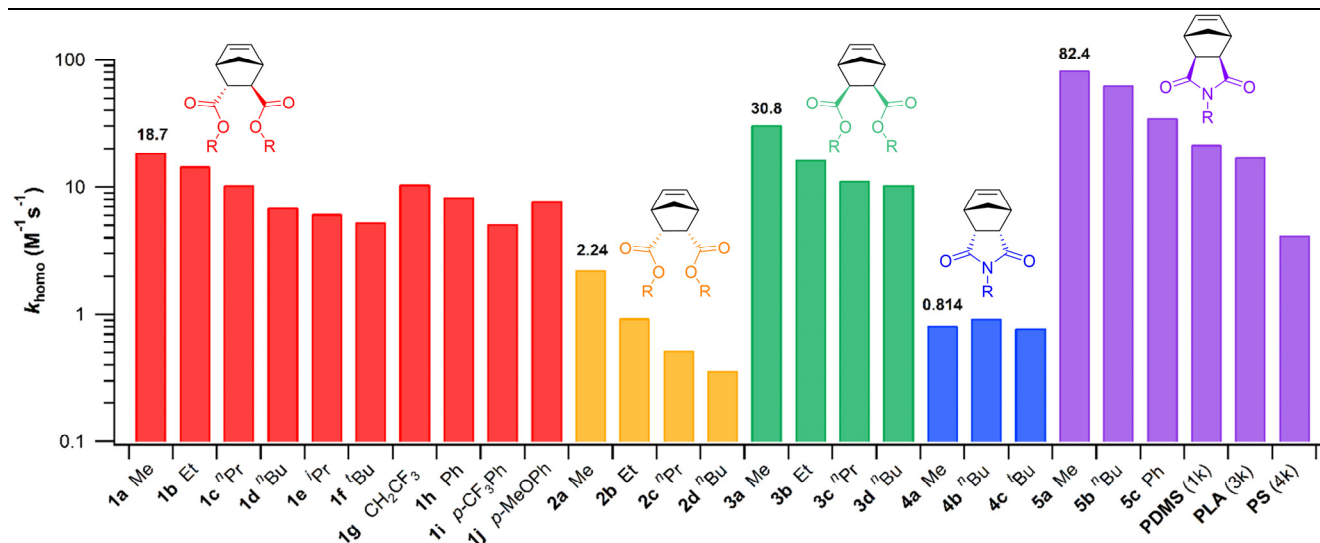 k_homo (M⁻¹ s⁻¹)
100
10
1
0.1
18.7
2.24
30.8
0.814
82.4
O O
O O
R R
O O
O O
R R
O O
O O
R R
O N O
R
O N O
R
1a Me
1b Et
1c ⁿPr
1d ⁿBu
1e ⁱPr
1f ᵗBu
1g CH₂CF₃
1h Ph
1i p-CF₃Ph
1j p-MeOPh
2a Me
2b Et
2c ⁿPr
2d ⁿBu
3a Me
3b Et
3c ⁿPr
3d ⁿBu
4a Me
4b ⁿBu
4c ᵗBu
5a Me
5b ⁿBu
5c Ph
PDMS (1k)
PLA (3k)
PS (4k)